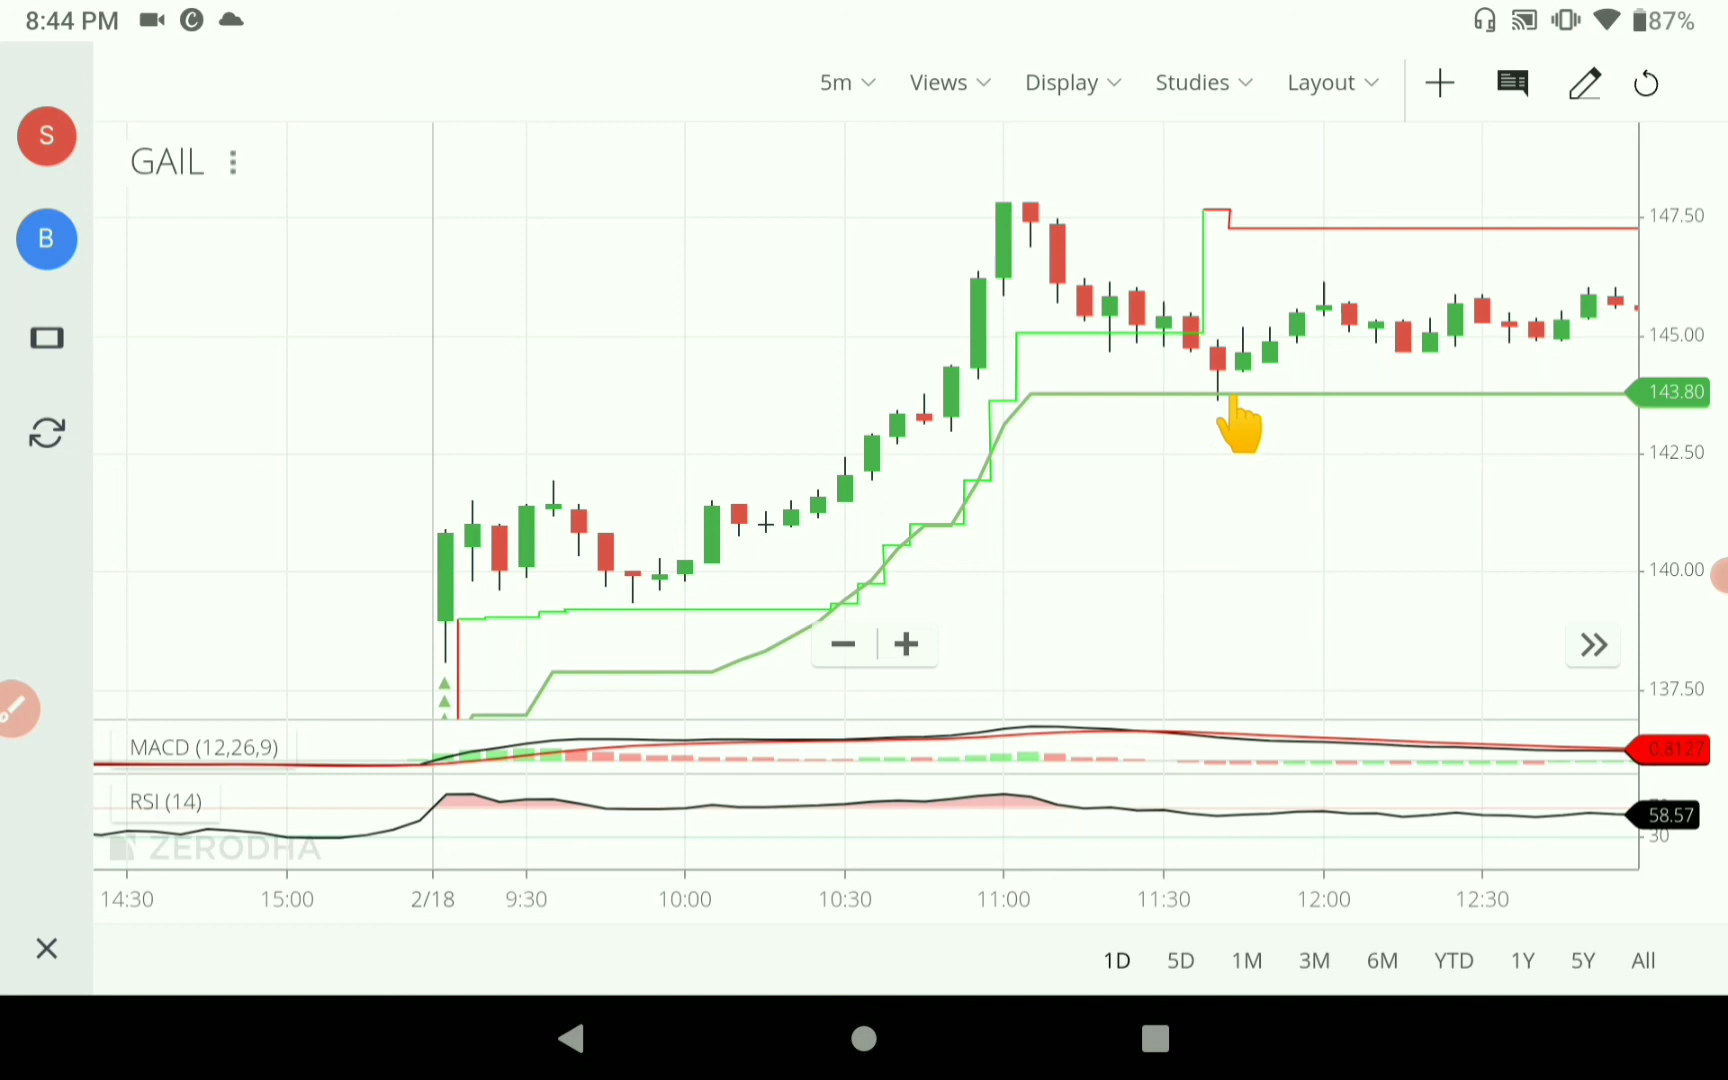 8:44 PM
87%
S
B
5m
Views
Display
Studies
Layout
GAIL
147.50
145.00
143.80
142.50
140.00
137.50
MACD (12,26,9)
0.8127
RSI (14)
58.57
30
ZERODHA
14:30
15:00
2/18
9:30
10:00
10:30
11:00
11:30
12:00
12:30
1D
5D
1M
3M
6M
YTD
1Y
5Y
All